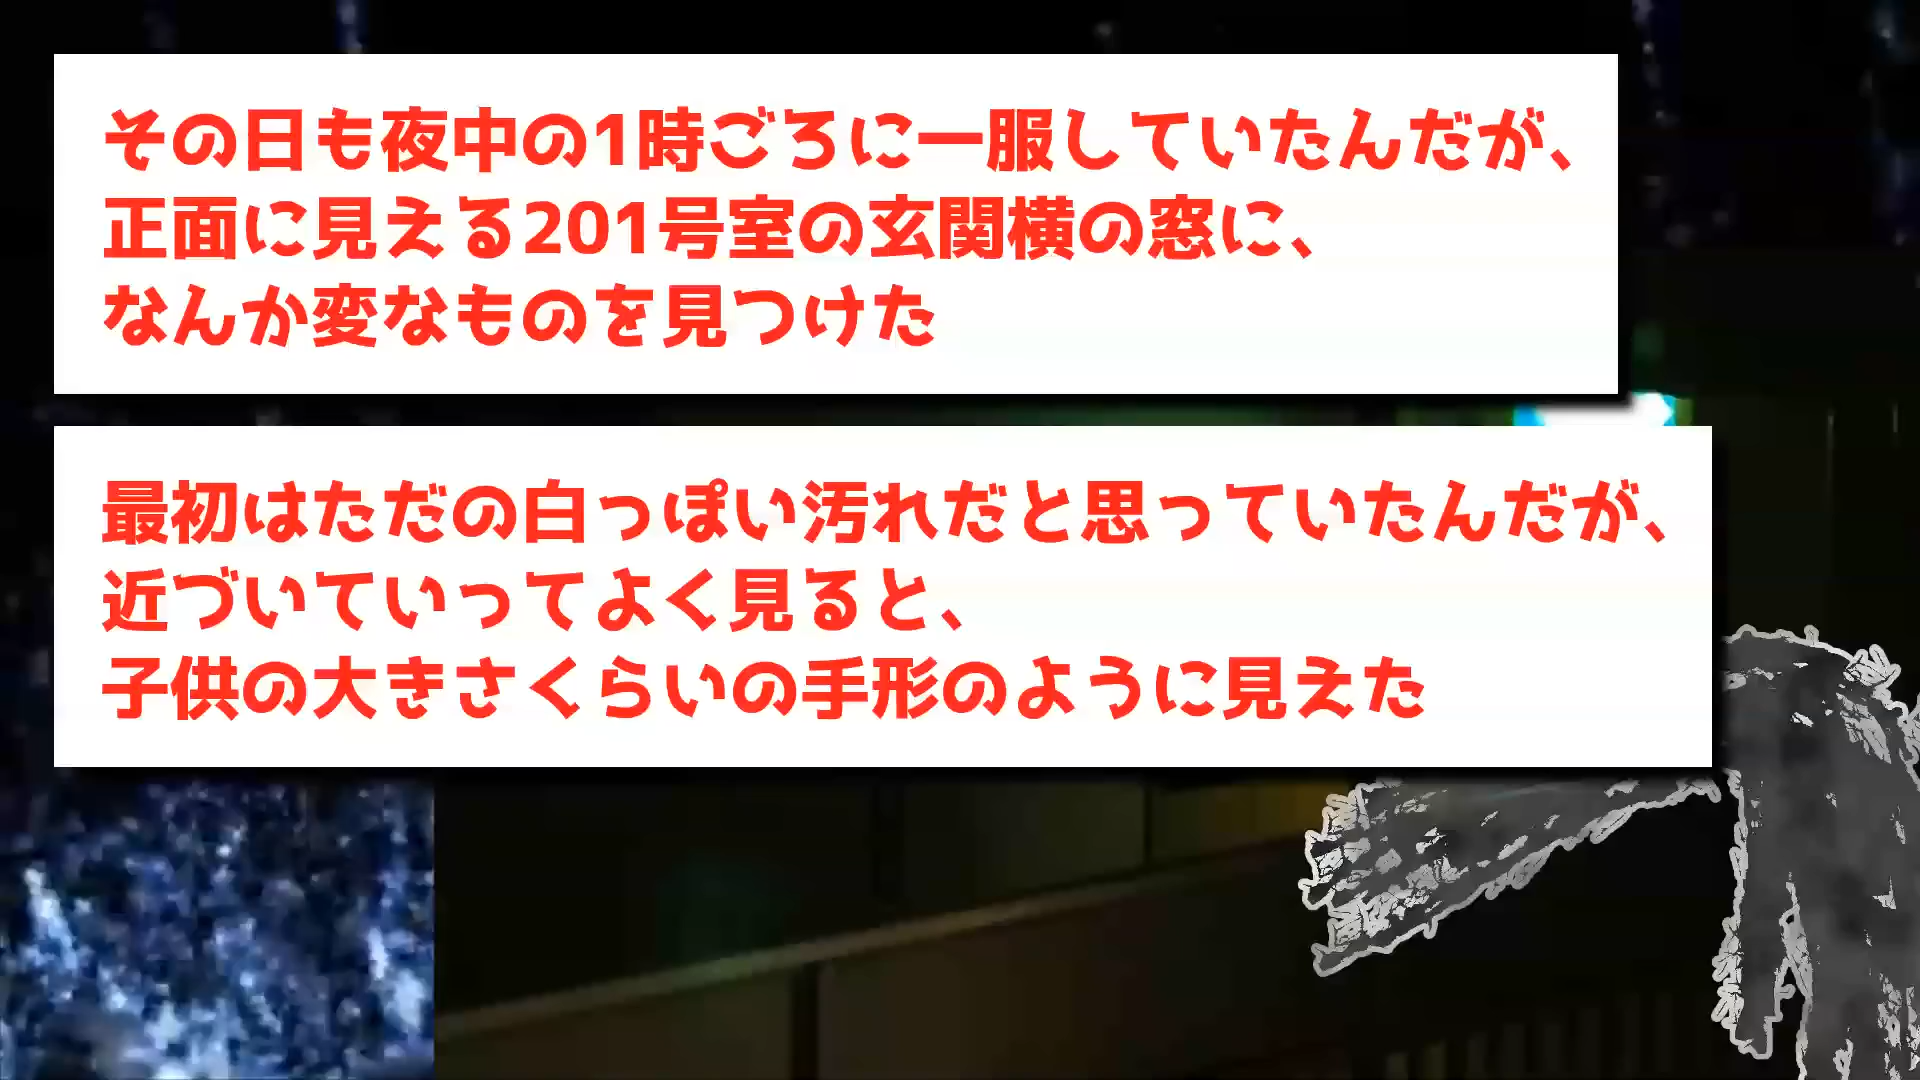 その日も夜中の1時ごろに一服していたんだが、
正面に見える201号室の玄関横の窓に、
なんか変なものを見つけた
最初はただの白っぽい汚れだと思っていたんだが、
近づいていってよく見ると、
子供の大きさくらいの手形のように見えた